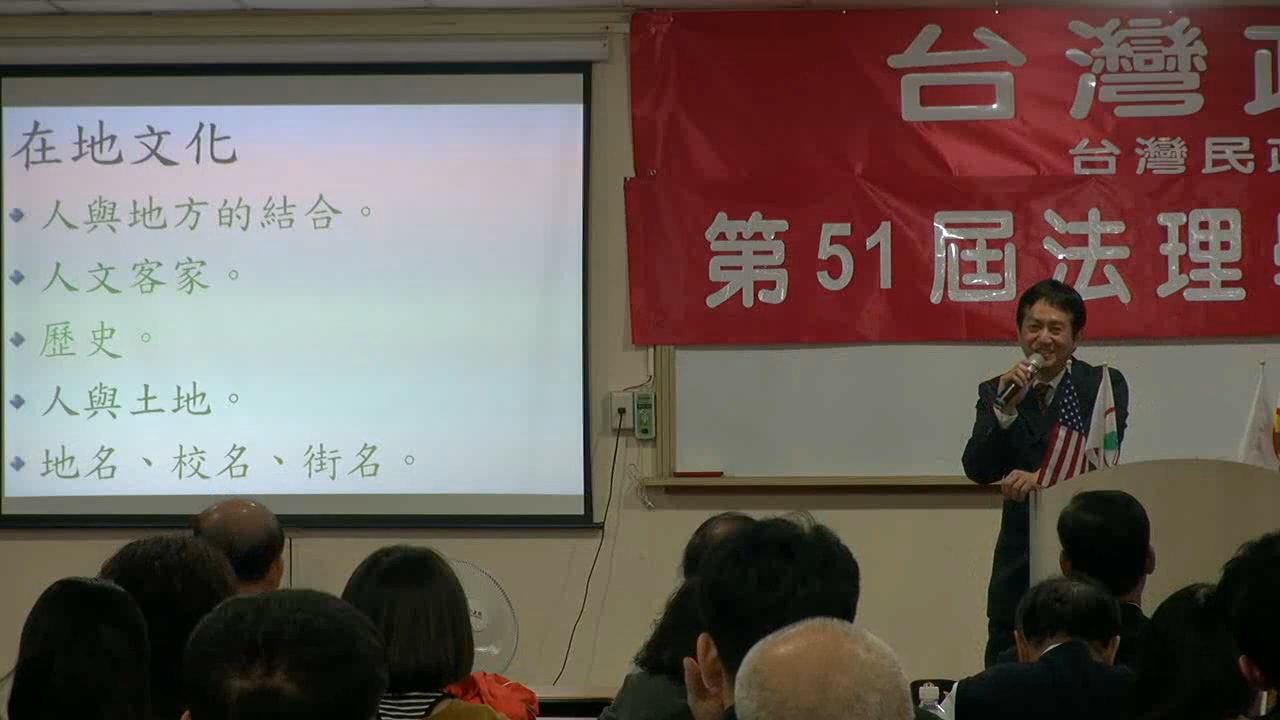 在地文化
人與地方的結合。
人文客家。
歷史。
人與土地。
地名、校名、街名。
台灣
台灣民
第51屆法理